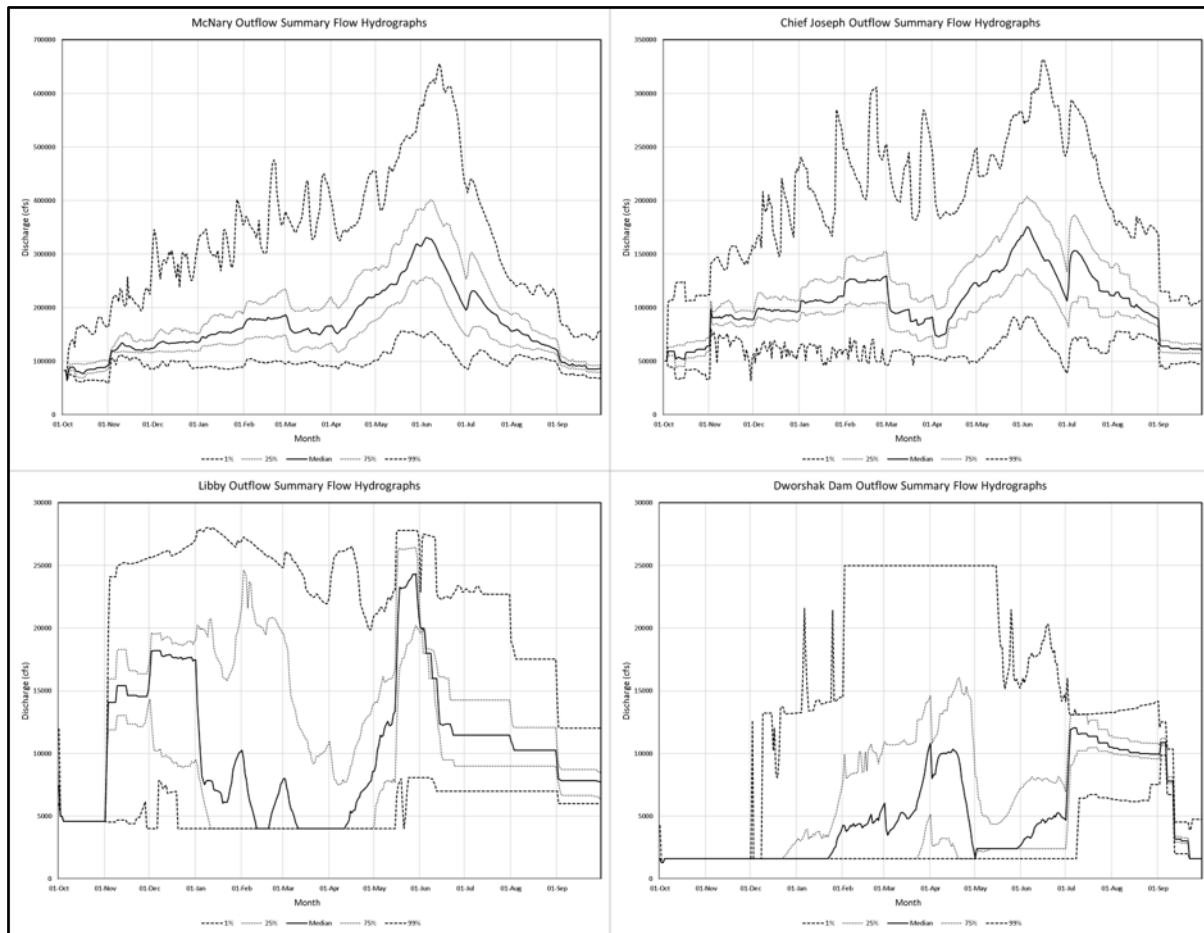 McNary Outflow Summary Flow Hydrographs
700000
600000
500000
400000
300000
200000
100000
0
Discharge (cfs)
01-Oct 01-Nov 01-Dec 01-Jan 01-Feb 01-Mar 01-Apr 01-May 01-Jun 01-Jul 01-Aug 01-Sep
Month
1% 25% Median 75% 99%
Chief Joseph Outflow Summary Flow Hydrographs
350000
300000
250000
200000
150000
100000
50000
0
Discharge (cfs)
01-Oct 01-Nov 01-Dec 01-Jan 01-Feb 01-Mar 01-Apr 01-May 01-Jun 01-Jul 01-Aug 01-Sep
Month
1% 25% Median 75% 99%
Libby Outflow Summary Flow Hydrographs
30000
25000
20000
15000
10000
5000
0
Discharge (cfs)
01-Oct 01-Nov 01-Dec 01-Jan 01-Feb 01-Mar 01-Apr 01-May 01-Jun 01-Jul 01-Aug 01-Sep
Month
1% 25% Median 75% 99%
Dworshak Dam Outflow Summary Flow Hydrographs
30000
25000
20000
15000
10000
5000
0
Discharge (cfs)
01-Oct 01-Nov 01-Dec 01-Jan 01-Feb 01-Mar 01-Apr 01-May 01-Jun 01-Jul 01-Aug 01-Sep
Month
1% 25% Median 75% 99%